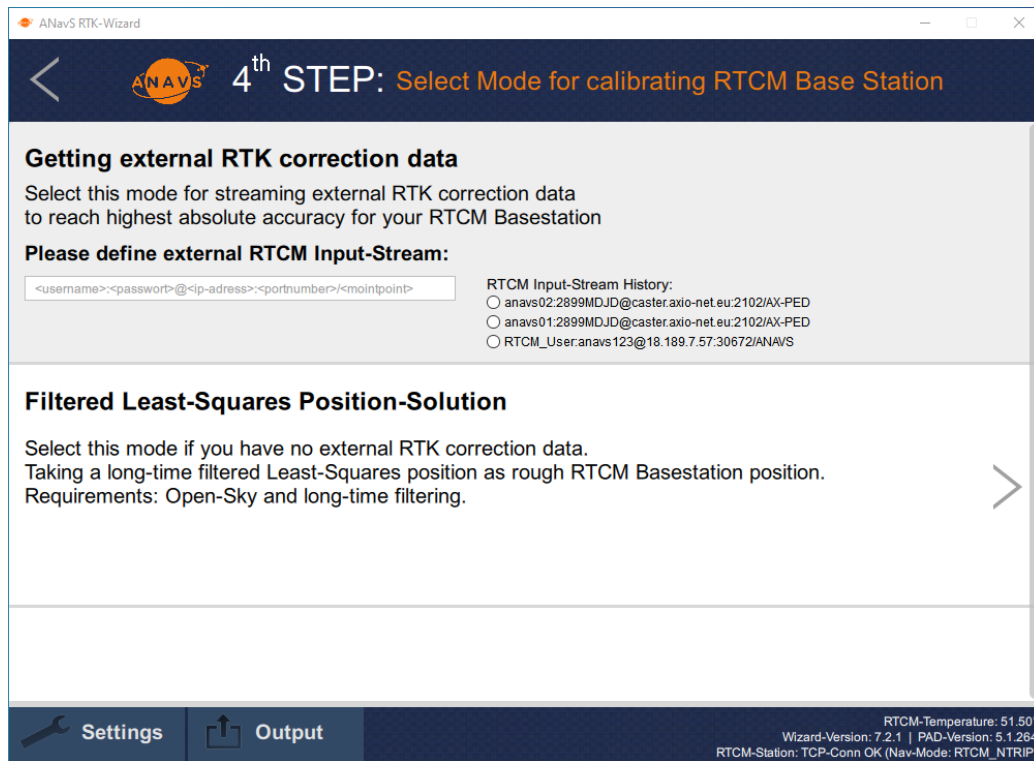 ANavS RTK-Wizard
ANAVS
4th STEP: Select Mode for calibrating RTCM Base Station
Getting external RTK correction data
Select this mode for streaming external RTK correction data
to reach highest absolute accuracy for your RTCM Basestation
Please define external RTCM Input-Stream:
<username>:<passwort>@<ip-adress>:<portnumber>/<mointpoint>
RTCM Input-Stream History:
anavs02:2899MDJD@caster.axio-net.eu:2102/AX-PED
anavs01:2899MDJD@caster.axio-net.eu:2102/AX-PED
RTCM_User:anavs123@18.189.7.57:30672/ANAVS
Filtered Least-Squares Position-Solution
Select this mode if you have no external RTK correction data.
Taking a long-time filtered Least-Squares position as rough RTCM Basestation position.
Requirements: Open-Sky and long-time filtering.
Settings
Output
RTCM-Temperature: 51.50
Wizard-Version: 7.2.1 | PAD-Version: 5.1.264
RTCM-Station: TCP-Conn OK (Nav-Mode: RTCM_NTRIP